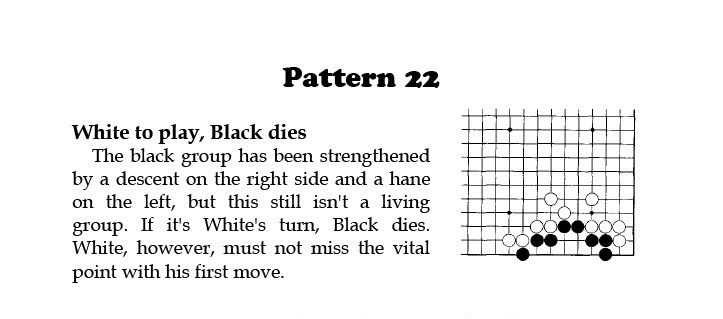 Pattern 22
White to play, Black dies
The black group has been strengthened
by a descent on the right side and a hane
on the left, but this still isn't a living
group. If it's White's turn, Black dies.
White, however, must not miss the vital
point with his first move.